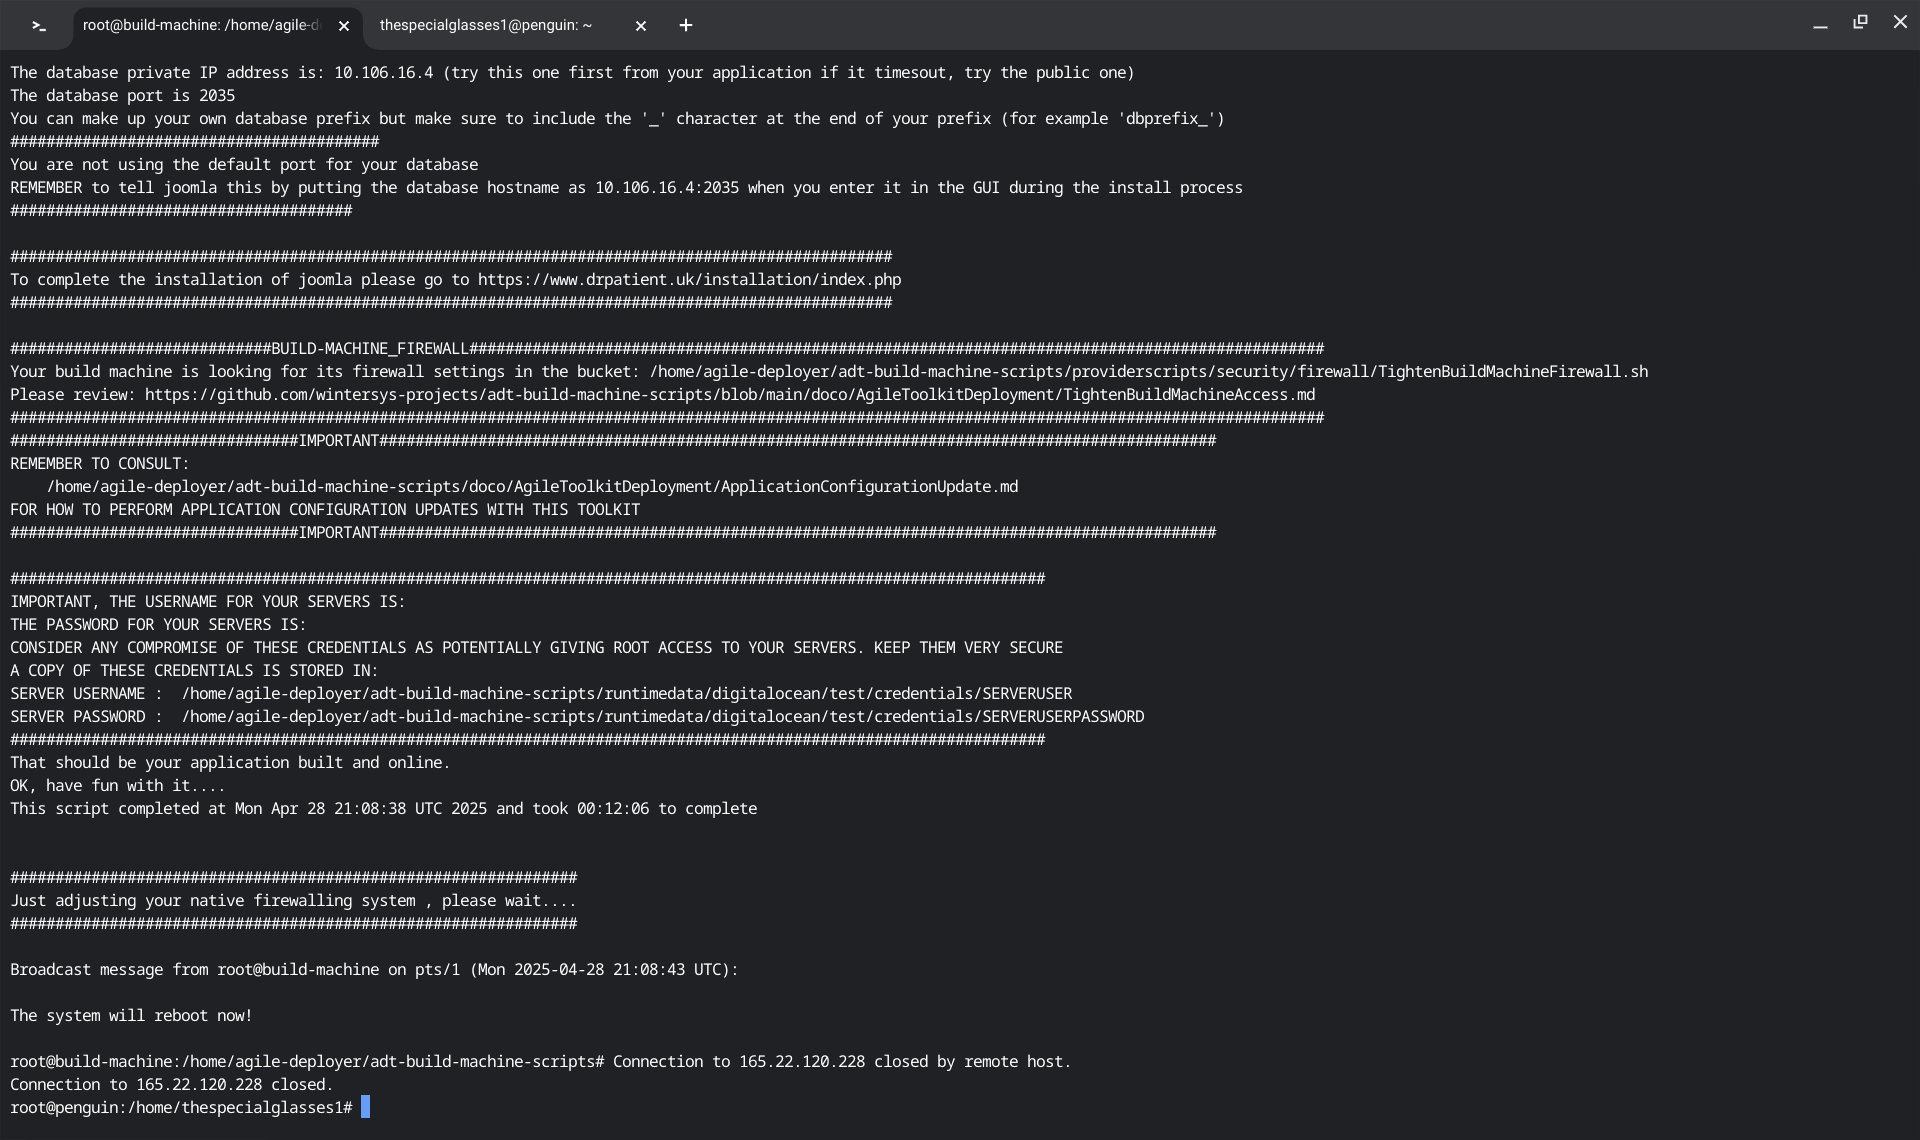 root@build-machine: /home/agile-d
thespecialglasses1@penguin: ~
The database private IP address is: 10.106.16.4 (try this one first from your application if it timesout, try the public one)
The database port is 2035
You can make up your own database prefix but make sure to include the '_' character at the end of your prefix (for example 'dbprefix_')
#########################################
You are not using the default port for your database
REMEMBER to tell joomla this by putting the database hostname as 10.106.16.4:2035 when you enter it in the GUI during the install process
######################################
##################################################################################################
To complete the installation of joomla please go to https://www.drpatient.uk/installation/index.php
##################################################################################################
#############################BUILD-MACHINE_FIREWALL###############################################################################################
Your build machine is looking for its firewall settings in the bucket: /home/agile-deployer/adt-build-machine-scripts/providerscripts/security/firewall/TightenBuildMachineFirewall.sh
Please review: https://github.com/wintersys-projects/adt-build-machine-scripts/blob/main/doco/AgileToolkitDeployment/TightenBuildMachineAccess.md
##################################################################################################################################################
################################IMPORTANT#############################################################################################
REMEMBER TO CONSULT:
    /home/agile-deployer/adt-build-machine-scripts/doco/AgileToolkitDeployment/ApplicationConfigurationUpdate.md
FOR HOW TO PERFORM APPLICATION CONFIGURATION UPDATES WITH THIS TOOLKIT
################################IMPORTANT#############################################################################################
###################################################################################################################
IMPORTANT, THE USERNAME FOR YOUR SERVERS IS:
THE PASSWORD FOR YOUR SERVERS IS:
CONSIDER ANY COMPROMISE OF THESE CREDENTIALS AS POTENTIALLY GIVING ROOT ACCESS TO YOUR SERVERS. KEEP THEM VERY SECURE
A COPY OF THESE CREDENTIALS IS STORED IN:
SERVER USERNAME :  /home/agile-deployer/adt-build-machine-scripts/runtimedata/digitalocean/test/credentials/SERVERUSER
SERVER PASSWORD :  /home/agile-deployer/adt-build-machine-scripts/runtimedata/digitalocean/test/credentials/SERVERUSERPASSWORD
###################################################################################################################
That should be your application built and online.
OK, have fun with it....
This script completed at Mon Apr 28 21:08:38 UTC 2025 and took 00:12:06 to complete
###############################################################
Just adjusting your native firewalling system , please wait....
###############################################################
Broadcast message from root@build-machine on pts/1 (Mon 2025-04-28 21:08:43 UTC):
The system will reboot now!
root@build-machine:/home/agile-deployer/adt-build-machine-scripts# Connection to 165.22.120.228 closed by remote host.
Connection to 165.22.120.228 closed.
root@penguin:/home/thespecialglasses1#